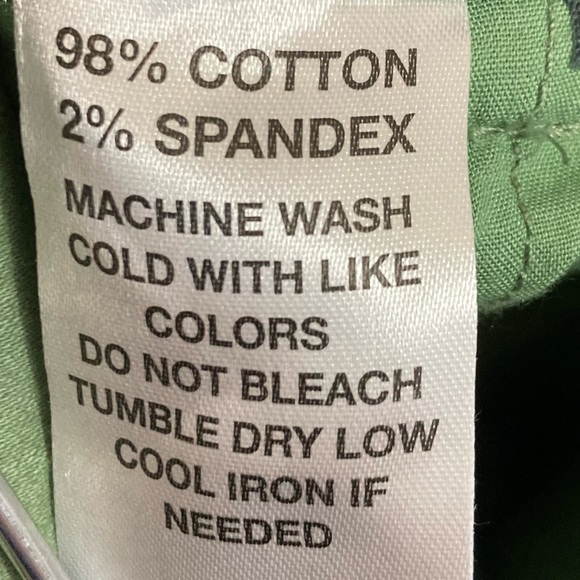 98% COTTON
2% SPANDEX
MACHINE WASH
COLD WITH LIKE
COLORS
DO NOT BLEACH
TUMBLE DRY LOW
COOL IRON IF
NEEDED